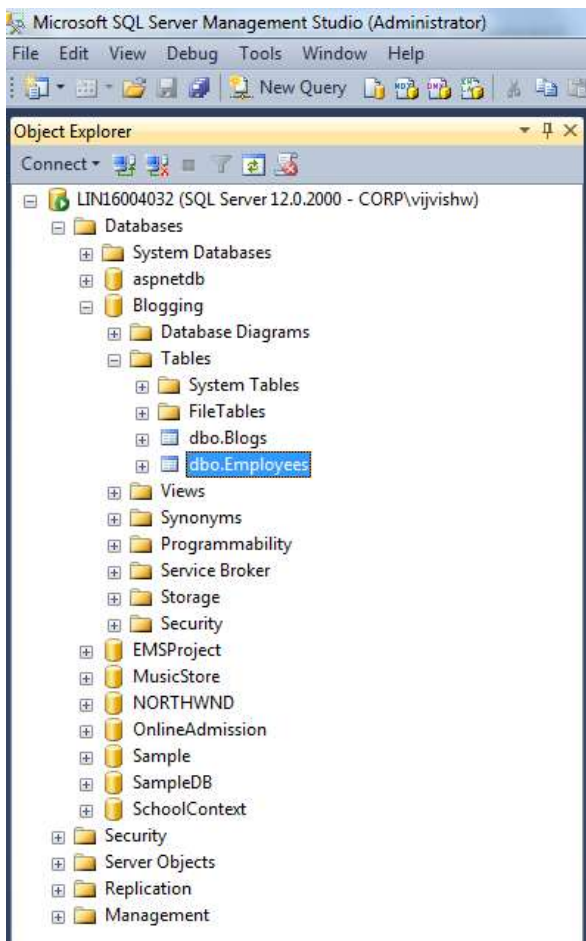 Microsoft SQL Server Management Studio (Administrator)
File Edit View Debug Tools Window Help
New Query
Object Explorer
Connect
LIN16004032 (SQL Server 12.0.2000 - CORP\vijvishw)
Databases
System Databases
aspnetdb
Blogging
Database Diagrams
Tables
System Tables
FileTables
dbo.Blogs
dbo.Employees
Views
Synonyms
Programmability
Service Broker
Storage
Security
EMSProject
MusicStore
NORTHWND
OnlineAdmission
Sample
SampleDB
SchoolContext
Security
Server Objects
Replication
Management